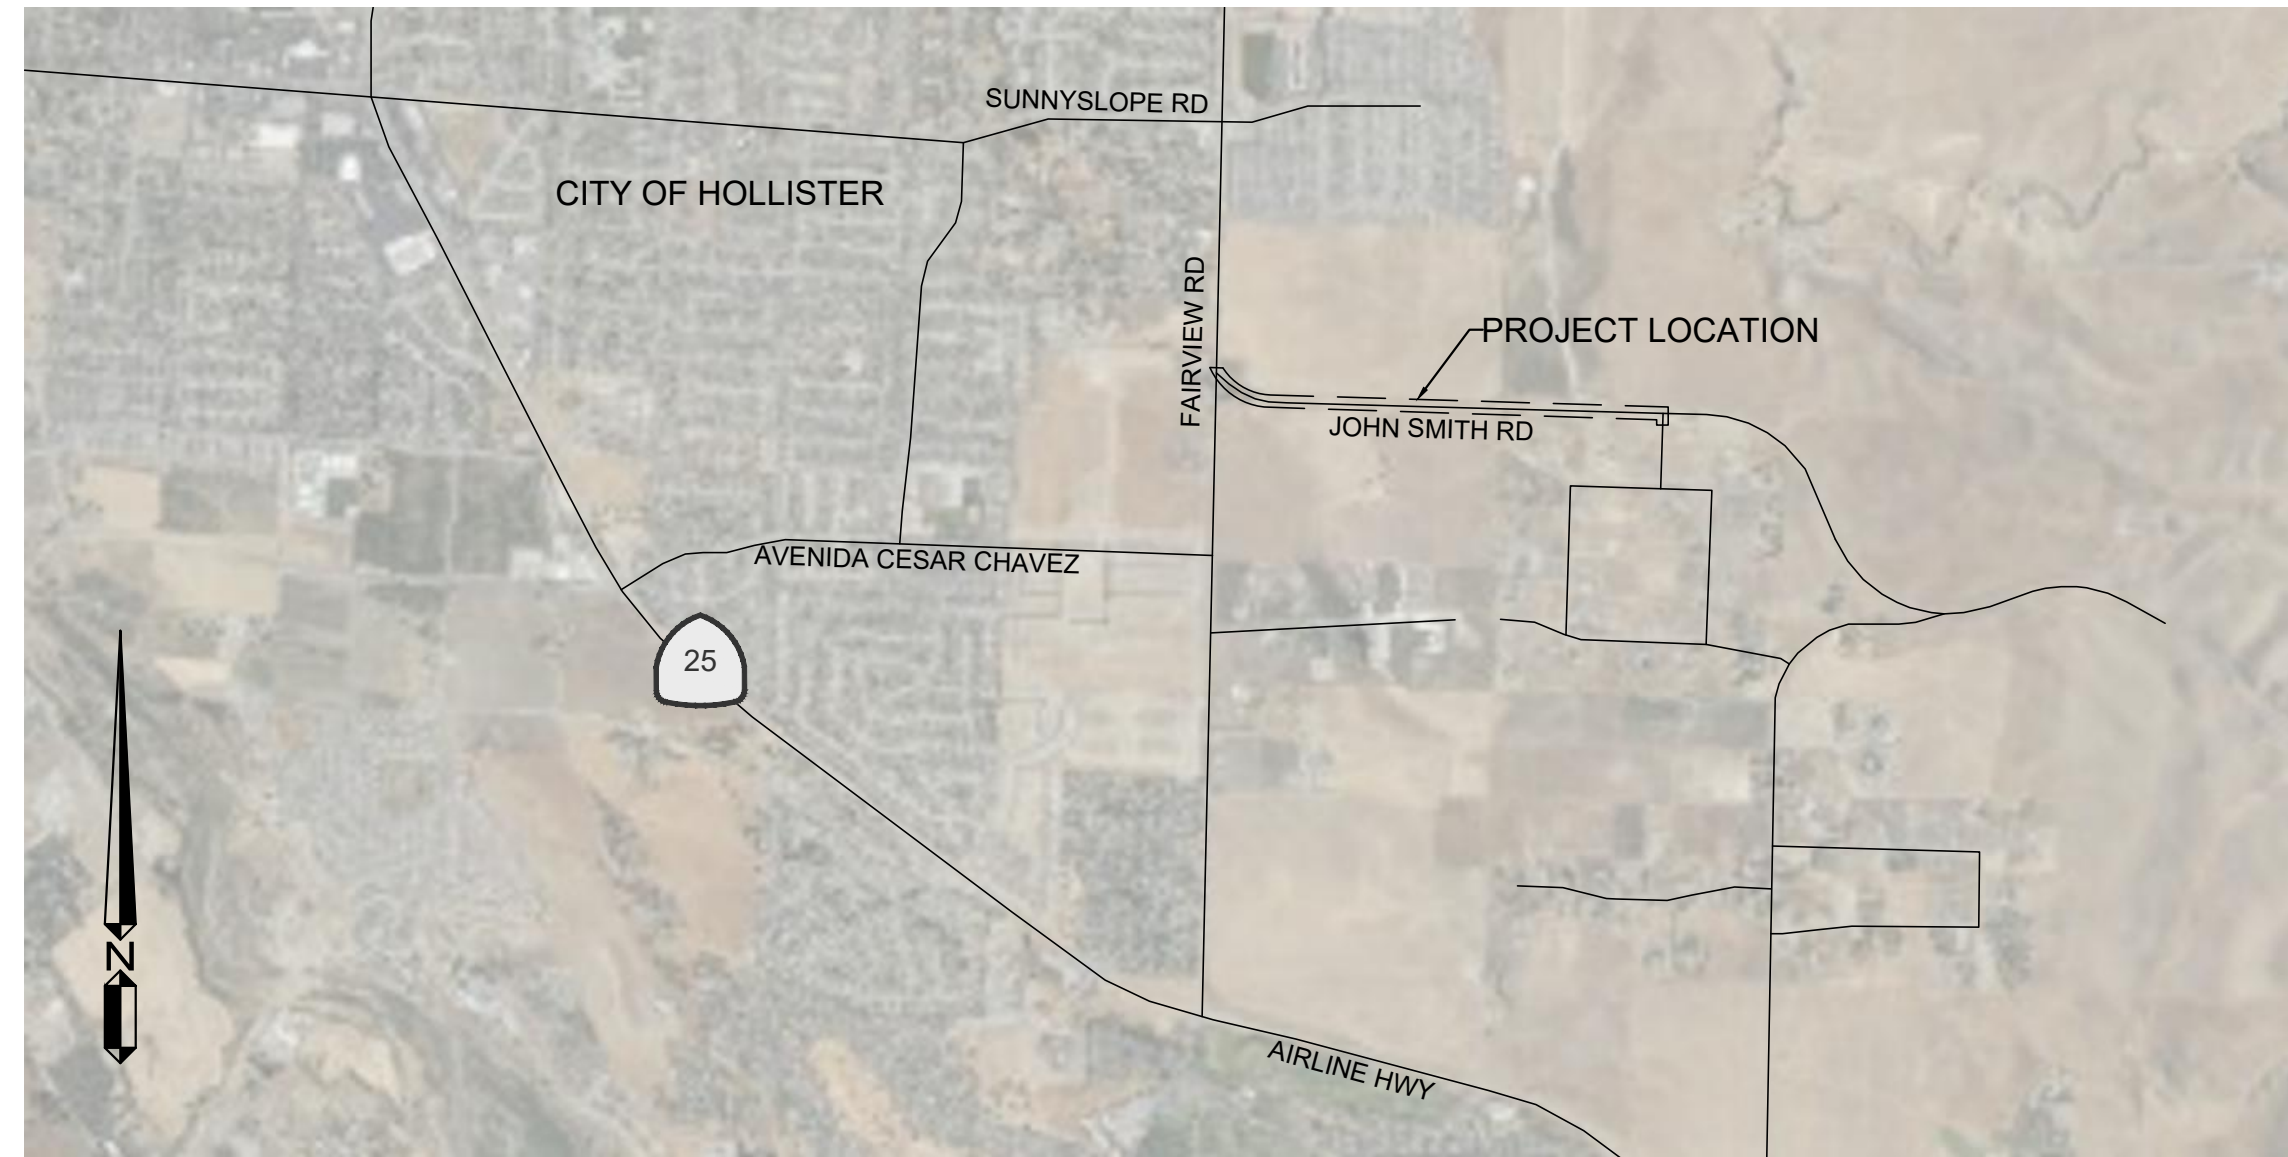 SUNNYSLOPE RD
CITY OF HOLLISTER
FAIRVIEW RD
PROJECT LOCATION
JOHN SMITH RD
AVENIDA CESAR CHAVEZ
25
N
AIRLINE HWY